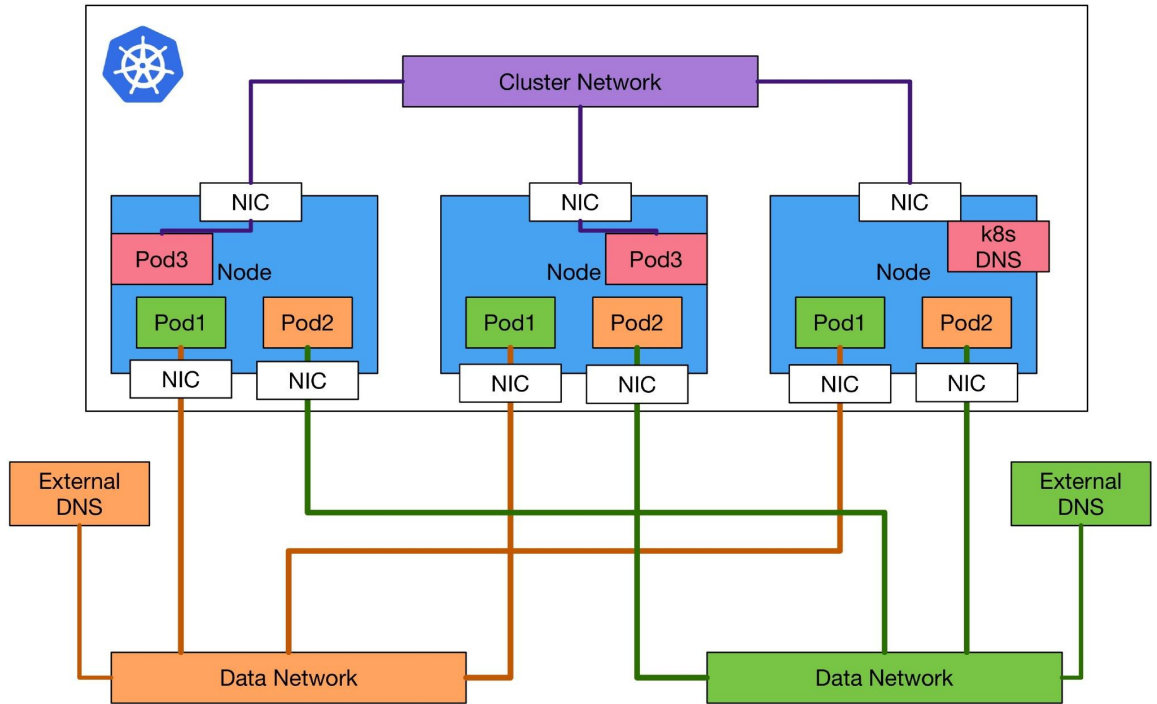 Cluster Network
NIC
NIC
NIC
Pod3
Node
Node
Pod3
Node
k8s
DNS
Pod1
Pod2
Pod1
Pod2
Pod1
Pod2
NIC
NIC
NIC
NIC
NIC
NIC
External
DNS
External
DNS
Data Network
Data Network